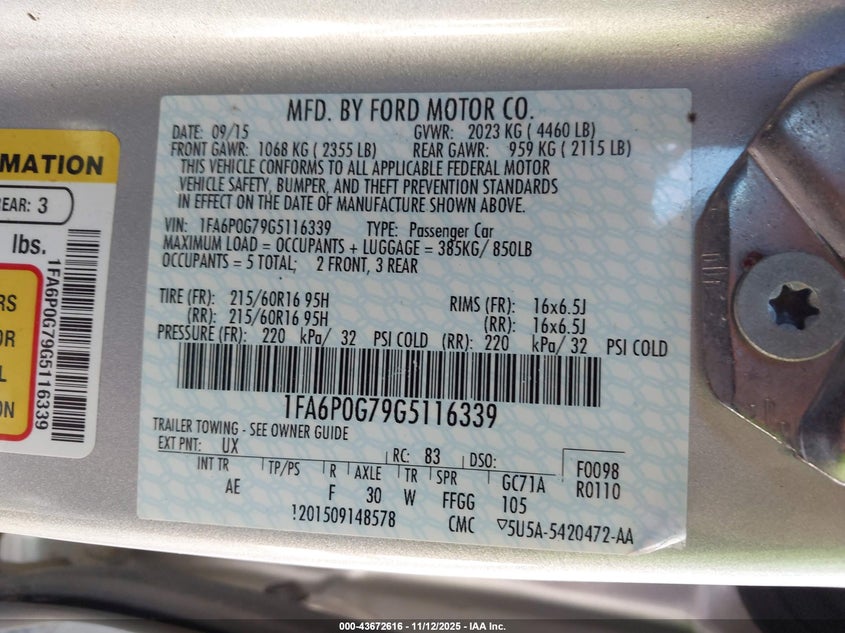 MFD. BY FORD MOTOR CO.
DATE: 09/15 GVWR: 2023 KG ( 4460 LB)
FRONT GAWR: 1068 KG ( 2355 LB) REAR GAWR: 959 KG ( 2115 LB)
THIS VEHICLE CONFORMS TO ALL APPLICABLE FEDERAL MOTOR
VEHICLE SAFETY, BUMPER, AND THEFT PREVENTION STANDARDS
IN EFFECT ON THE DATE OF MANUFACTURE SHOWN ABOVE.
VIN: 1FA6P0G79G5116339 TYPE: Passenger Car
MAXIMUM LOAD = OCCUPANTS + LUGGAGE = 385KG/ 850LB
OCCUPANTS = 5 TOTAL; 2 FRONT, 3 REAR
TIRE (FR): 215/60R16 95H RIMS (FR): 16x6.5J
(RR): 215/60R16 95H (RR): 16x6.5J
PRESSURE (FR): 220 kPa/ 32 PSI COLD (RR): 220 kPa/ 32 PSI COLD
1FA6P0G79G5116339
TRAILER TOWING - SEE OWNER GUIDE
EXT PNT: UX RC: 83 DSO: F0098
INT TR TP/PS R AXLE TR SPR GC71A R0110
AE F 30 W FFGG 105
!201509148578 CMC ▽5U5A-5420472-AA
RMATION
REAR: 3
lbs.
1FA6P0G79G5116339
RS
OR
L
ON
000-43672616 - 11/12/2025 - IAA Inc.